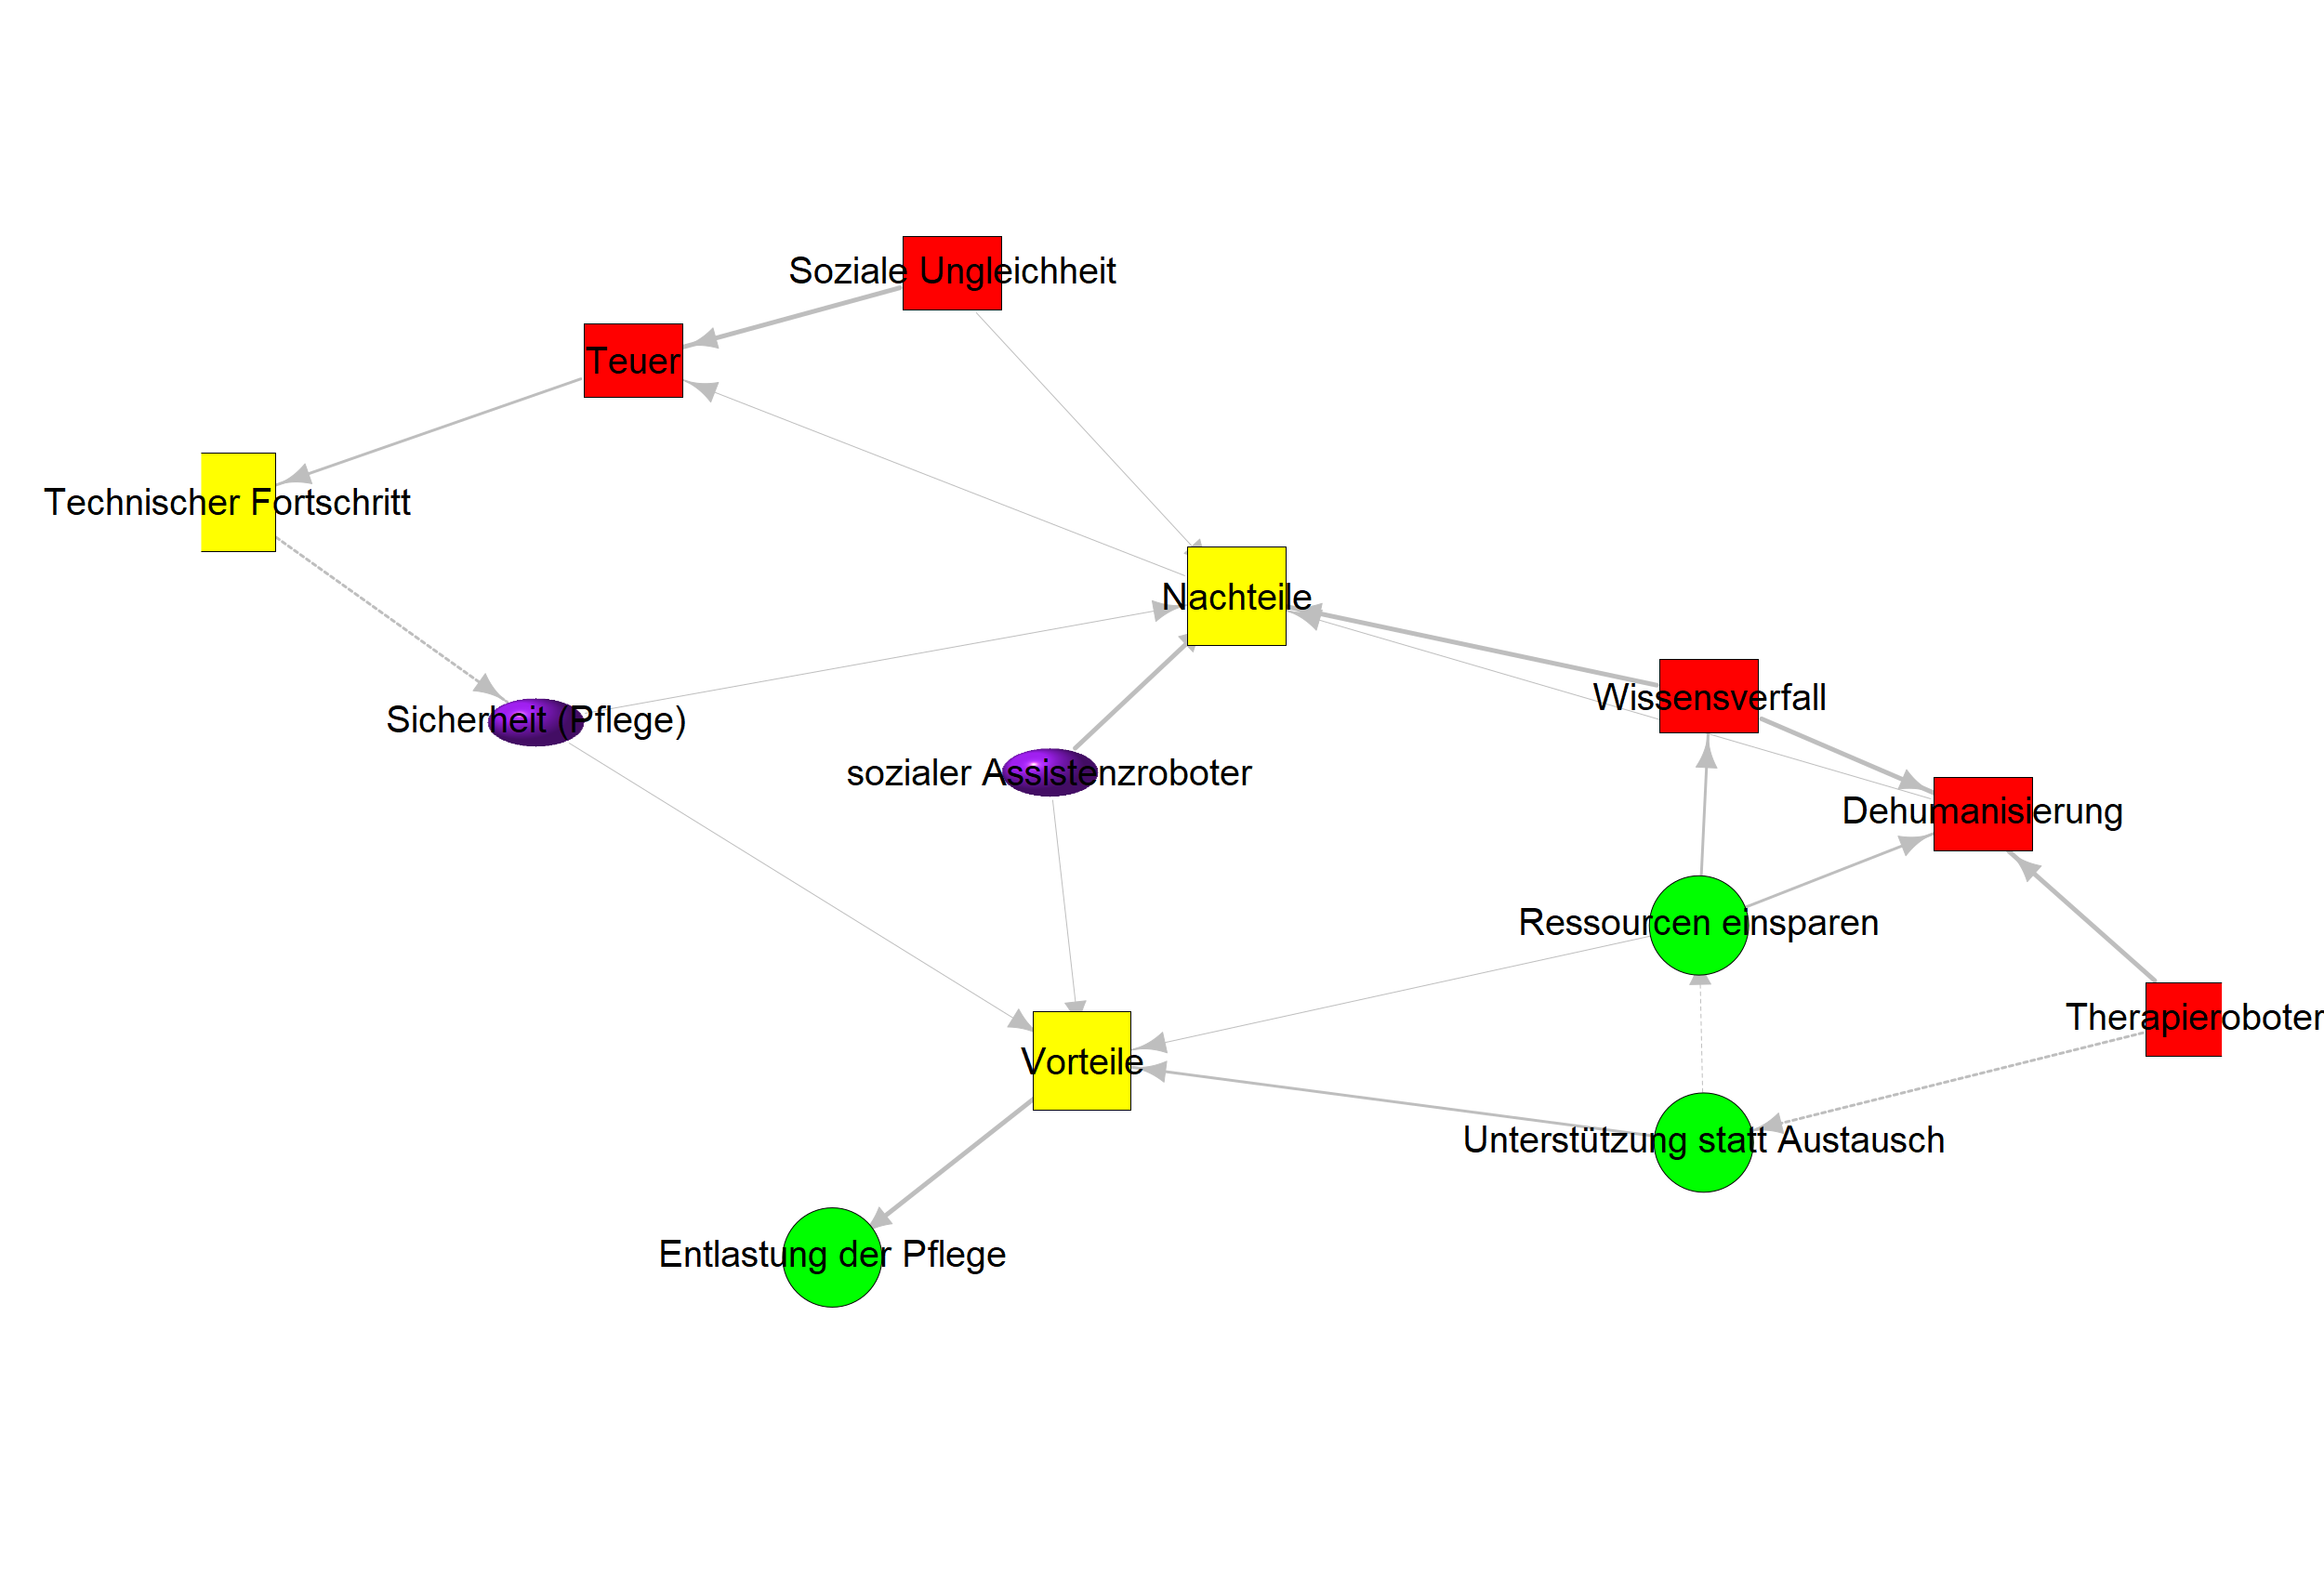 Soziale Ungleichheit
Teuer
Technischer Fortschritt
Nachteile
Wissensverfall
Sicherheit (Pflege)
sozialer Assistenzroboter
Dehumanisierung
Ressourcen einsparen
Therapieroboter
Vorteile
Unterstützung statt Austausch
Entlastung der Pflege